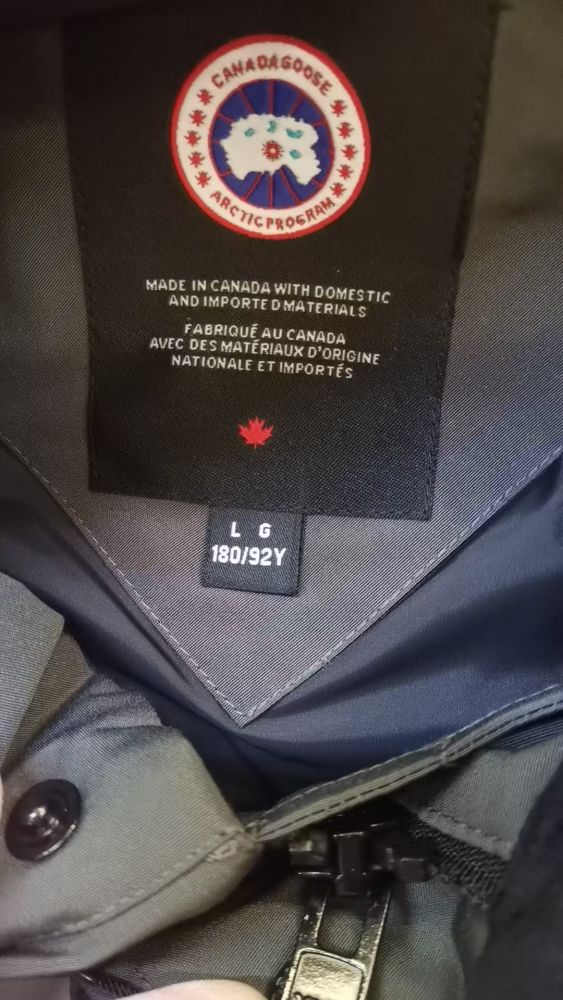 CANADA GOOSE
ARCTIC PROGRAM
MADE IN CANADA WITH DOMESTIC
AND IMPORTED MATERIALS
FABRIQUÉ AU CANADA
AVEC DES MATÉRIAUX D'ORIGINE
NATIONALE ET IMPORTÉS
L G
180/92Y